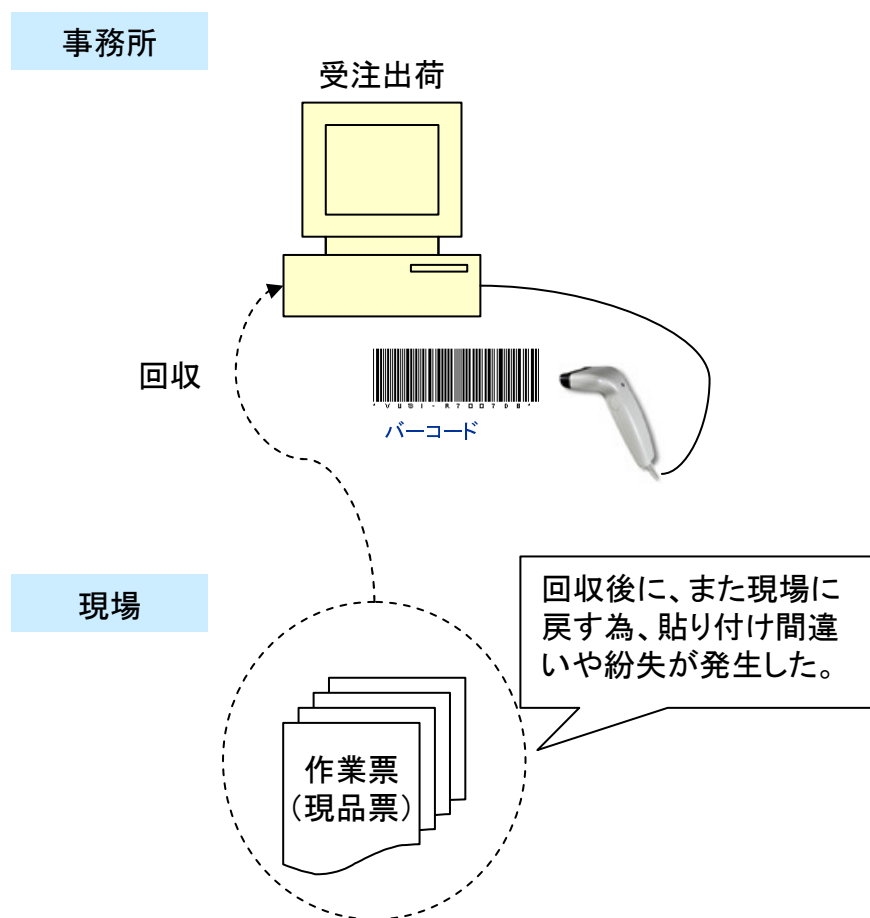 事務所
受注出荷
回収
バーコード
現場
回収後に、また現場に
戻す為、貼り付け間違
いや紛失が発生した。
作業票
(現品票)